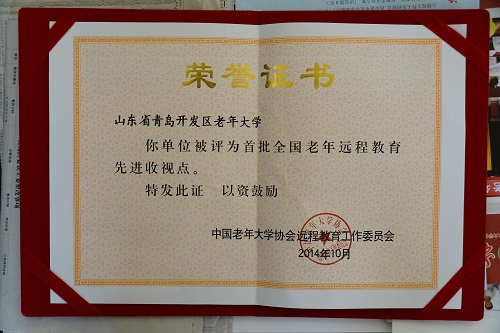 荣誉证书
山东省青岛开发区老年大学
你单位被评为首批全国老年远程教育
先进收视点。
特发此证 以资鼓励
中国老年大学协会远程教育工作委员会
2014年10月